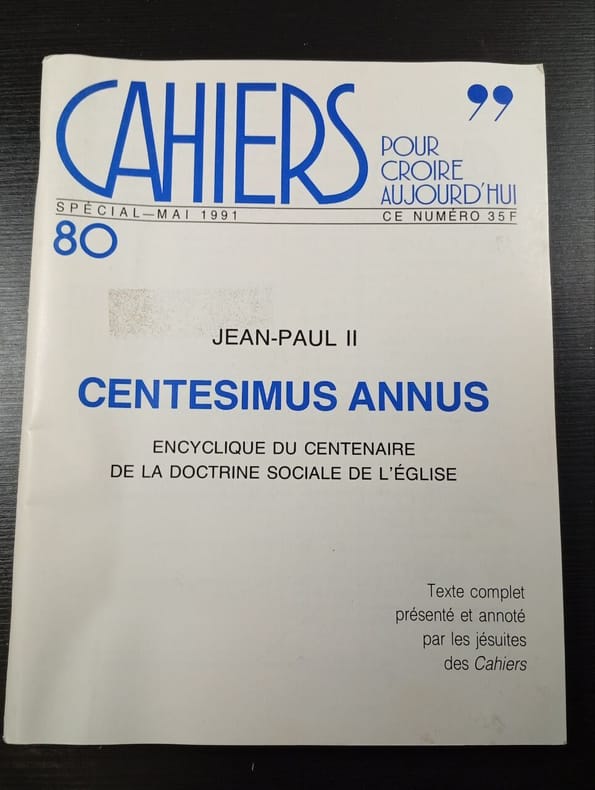 CAHIERS
”
POUR
CROIRE
AUJOURD'HUI
SPÉCIAL—MAI 1991
CE NUMÉRO 35F
80
JEAN-PAUL II
CENTESIMUS ANNUS
ENCYCLIQUE DU CENTENAIRE
DE LA DOCTRINE SOCIALE DE L'ÉGLISE
Texte complet
présenté et annoté
par les jésuites
des Cahiers